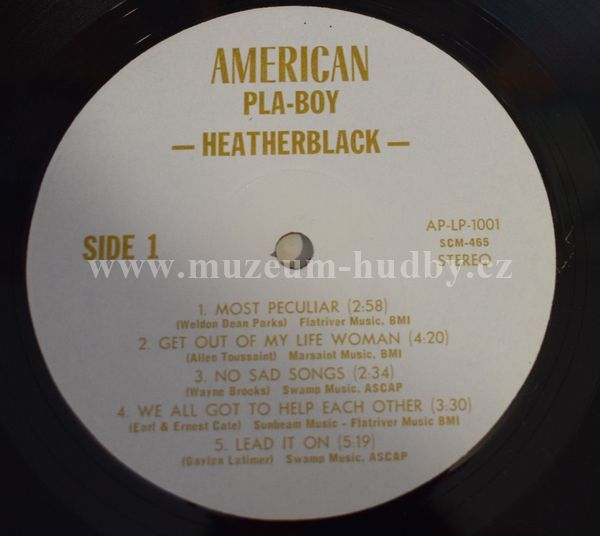 AMERICAN
PLA-BOY
— HEATHERBLACK —
SIDE 1
AP-LP-1001
SCM-465
STEREO
www.muzeum-hudby.cz
1. MOST PECULIAR (2:58)
(Weldon Dean Parks) Flatriver Music, BMI
2. GET OUT OF MY LIFE WOMAN (4:20)
(Allen Toussaint) Marsaint Music, BMI
3. NO SAD SONGS (2:34)
(Wayne Brooks) Swamp Music, ASCAP
4. WE ALL GOT TO HELP EACH OTHER (3:30)
(Earl & Ernest Cate) Sunbeam Music - Flatriver Music BMI
5. LEAD IT ON (5:19)
(Gaylan Latimer) Swamp Music, ASCAP